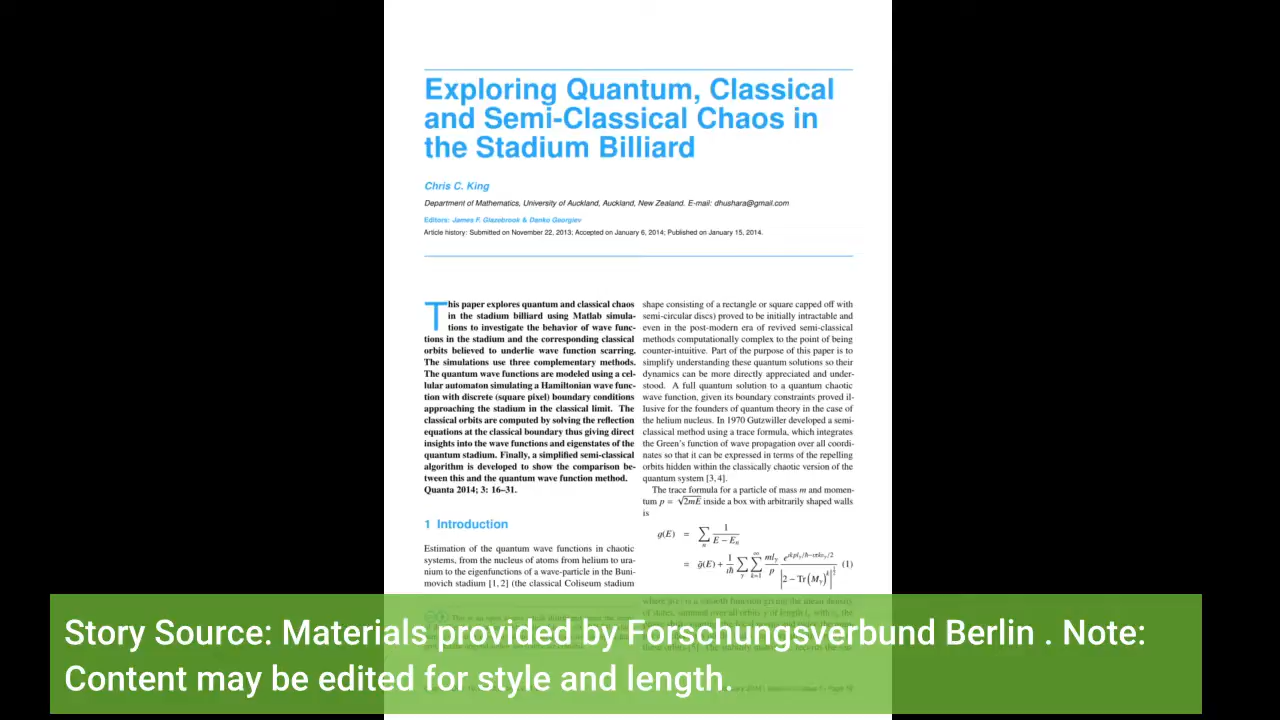 Exploring Quantum, Classical
and Semi-Classical Chaos in
the Stadium Billiard
Chris C. King
Department of Mathematics, University of Auckland, Auckland, New Zealand. E-mail: dhushara@gmail.com
Editors: James F. Glazebrook & Danko Georgiev
Article history: Submitted on November 22, 2013; Accepted on January 6, 2014; Published on January 15, 2014.
This paper explores quantum and classical chaos
in the stadium billiard using Matlab simula-
tions to investigate the behavior of wave func-
tions in the stadium and the corresponding classical
orbits believed to underlie wave function scarring.
The simulations use three complementary methods.
The quantum wave functions are modeled using a cel-
lular automaton simulating a Hamiltonian wave func-
tion with discrete (square pixel) boundary conditions
approaching the stadium in the classical limit. The
classical orbits are computed by solving the reflection
equations at the classical boundary thus giving direct
insights into the wave functions and eigenstates of the
quantum stadium. Finally, a simplified semi-classical
algorithm is developed to show the comparison be-
tween this and the quantum wave function method.
Quanta 2014; 3: 16–31.
1 Introduction
Estimation of the quantum wave functions in chaotic
systems, from the nucleus of atoms from helium to ura-
nium to the eigenfunctions of a wave-particle in the Buni-
movich stadium [1, 2] (the classical Coliseum stadium
shape consisting of a rectangle or square capped off with
semi-circular discs) proved to be initially intractable and
even in the post-modern era of revived semi-classical
methods computationally complex to the point of being
counter-intuitive. Part of the purpose of this paper is to
simplify understanding these quantum solutions so their
dynamics can be more directly appreciated and under-
stood. A full quantum solution to a quantum chaotic
wave function, given its boundary constraints proved il-
lusive for the founders of quantum theory in the case of
the helium nucleus. In 1970 Gutzwiller developed a semi-
classical method using a trace formula, which integrates
the Green's function of wave propagation over all coordi-
nates so that it can be expressed in terms of the repelling
orbits hidden within the classically chaotic version of the
quantum system [3, 4].
The trace formula for a particle of mass m and momen-
tum p = √2mE inside a box with arbitrarily shaped walls
is
g(E) = ∑n 1/(E − En)
Story Source: Materials provided by Forschungsverbund Berlin . Note:
Content may be edited for style and length.